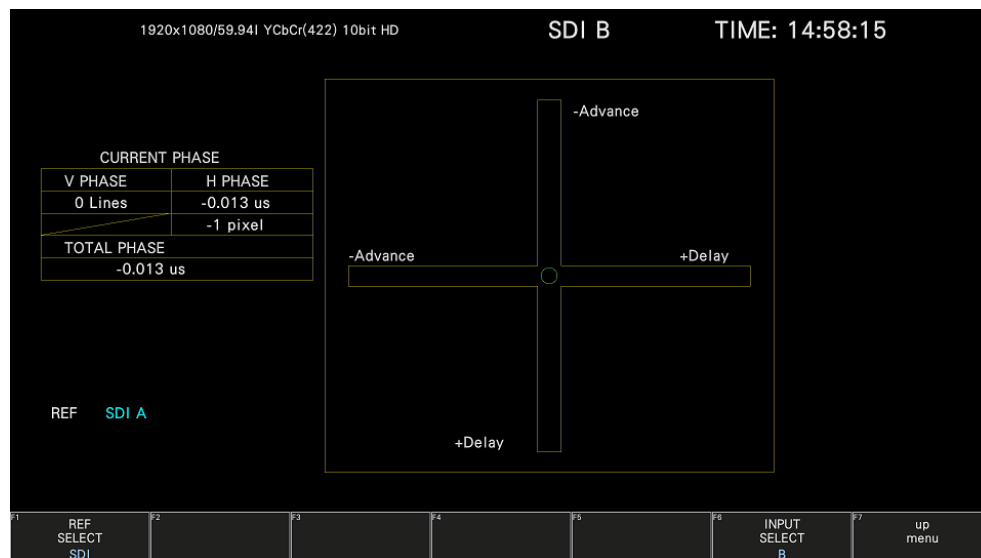 1920x1080/59.94I YCbCr(422) 10bit HD SDI B TIME: 14:58:15
-Advance
CURRENT PHASE
V PHASE H PHASE
0 Lines -0.013 us
-1 pixel
TOTAL PHASE
-0.013 us
-Advance +Delay
REF SDI A
+Delay
F1 REF SELECT SDI
F2
F3
F4
F5
F6 INPUT SELECT B
F7 up menu